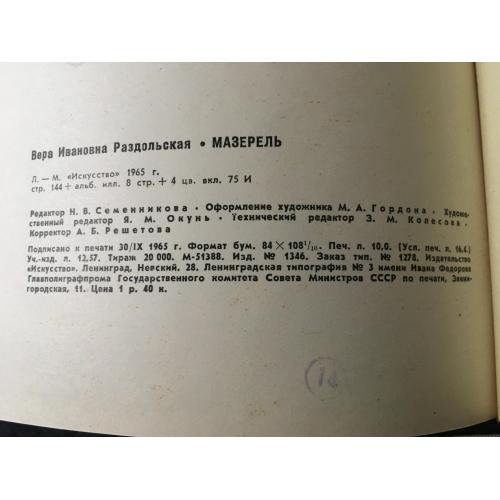 Вера Ивановна Раздольская • МАЗЕРЕЛЬ
Л. — М. «Искусство» 1965 г.
стр. 144 + альб. илл. 8 стр + 4 цв. вкл. 75 И
Редактор Н. В. Семенникова • Оформление художника М. А. Гордона. Художе-
ственный редактор Я. М. Окунь • Технический редактор З. М. Колесова.
Корректор А. Б. Решетова
Подписано к печати 30/IX 1965 г. Формат бум. 84 × 108¹/₁₀. Печ. л. 10,0. (Усл. печ. л. 16,4.)
Уч.-изд. л. 12,57. Тираж 20 000. М-51388. Изд. № 1346. Заказ тип. № 1278. Издательство
«Искусство». Ленинград, Невский, 28. Ленинградская типография № 3 имени Ивана Федорова
Главполиграфпрома Государственного комитета Совета Министров СССР по печати, Звени-
городская, 11. Цена 1 р. 40 к.